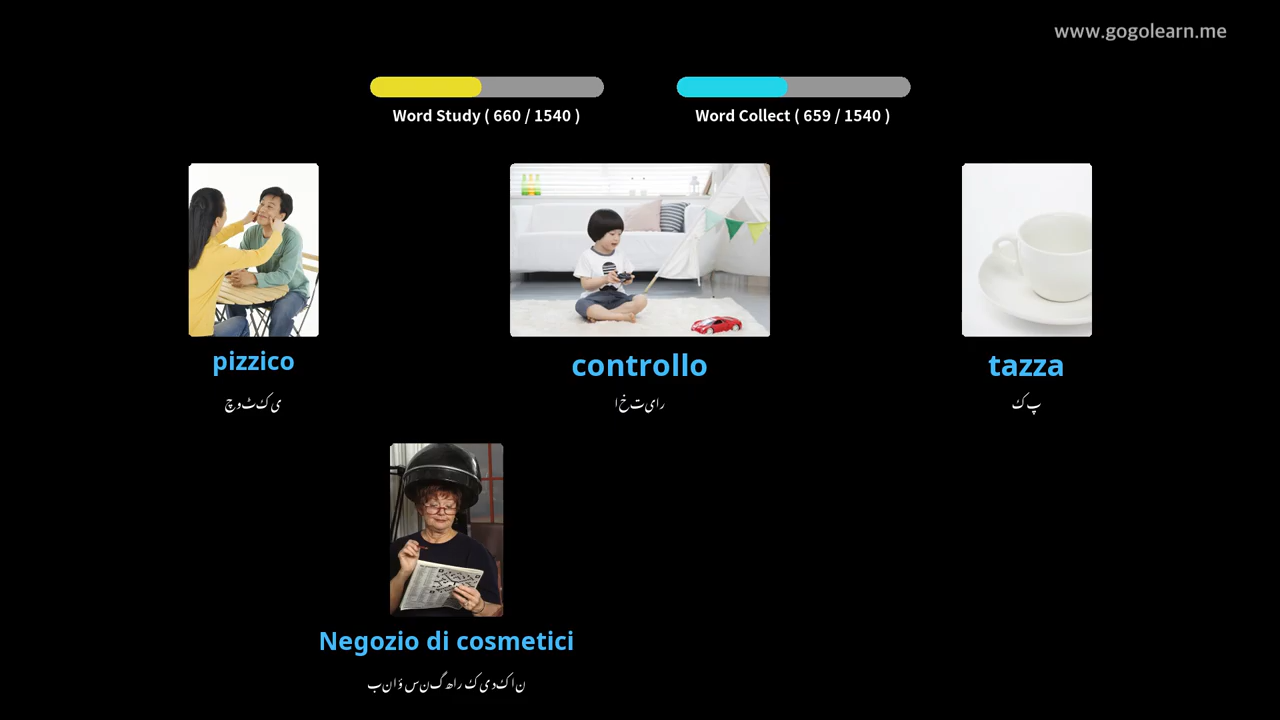 www.gogolearn.me
Word Study ( 660 / 1540 )
Word Collect ( 659 / 1540 )
pizzico
controllo
tazza
چوٹکی
اختیار
کپ
Negozio di cosmetici
بناؤ سنگھار کی دکان